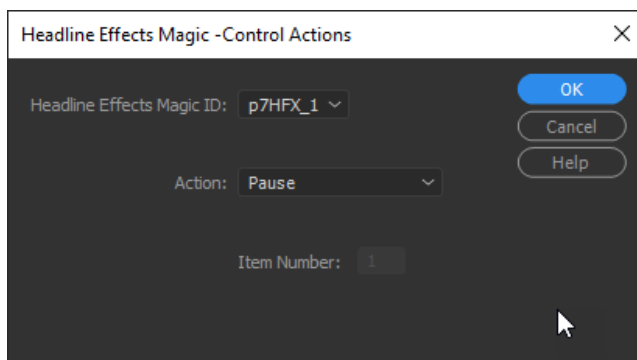 Headline Effects Magic -Control Actions
Headline Effects Magic ID: p7HFX_1
OK
Cancel
Help
Action: Pause
Item Number: 1